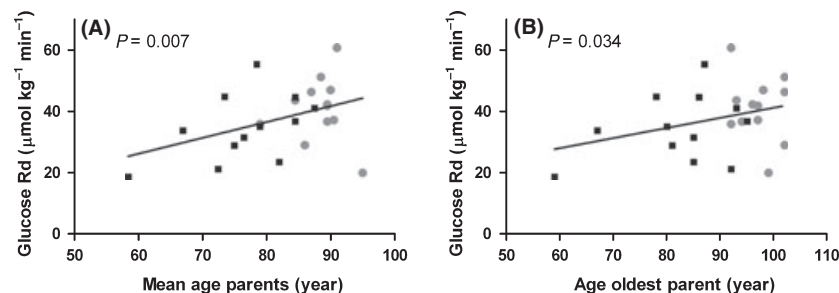 (A)
P = 0.007
Glucose Rd (μmol kg⁻¹ min⁻¹)
60
40
20
0
50 60 70 80 90 100
Mean age parents (year)
(B)
P = 0.034
Glucose Rd (μmol kg⁻¹ min⁻¹)
60
40
20
0
50 60 70 80 90 100 110
Age oldest parent (year)